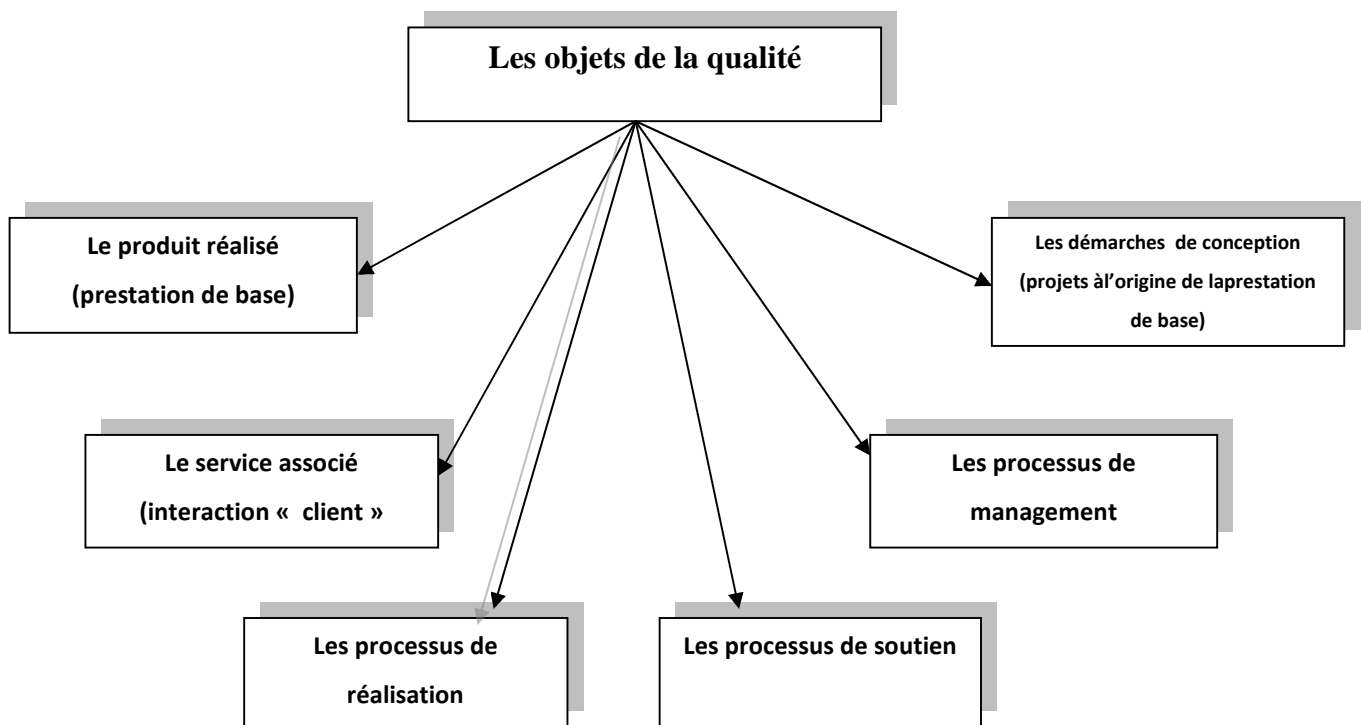 Les objets de la qualité
Le produit réalisé
(prestation de base)
Les démarches de conception
(projets àl’origine de laprestation
de base)
Le service associé
(interaction « client »
Les processus de
management
Les processus de
réalisation
Les processus de soutien